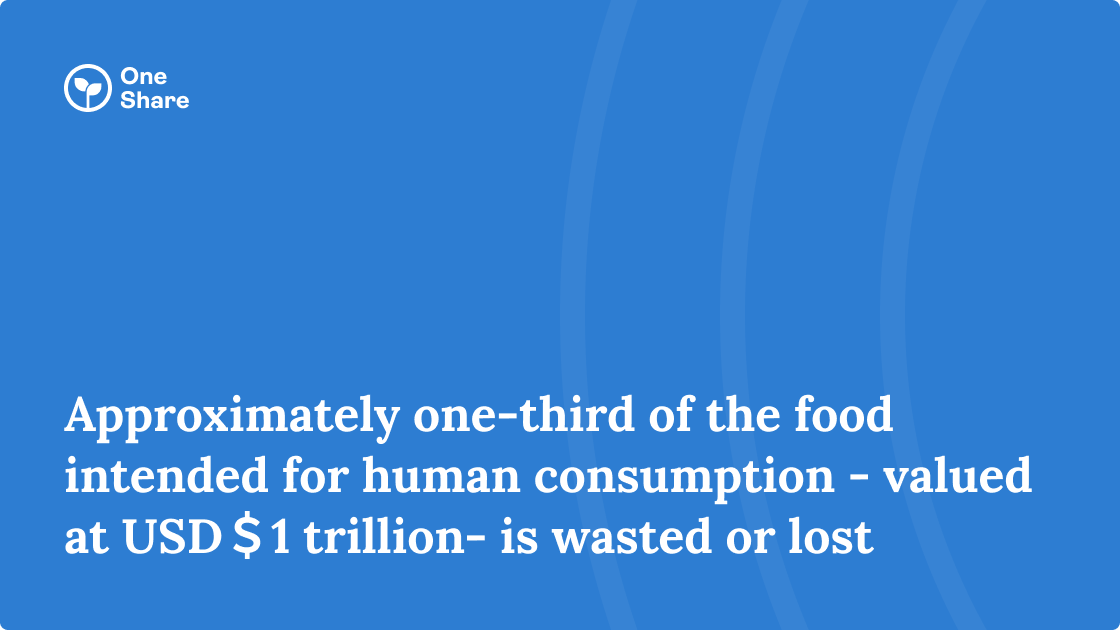 One
Share
Approximately one-third of the food
intended for human consumption - valued
at USD $ 1 trillion- is wasted or lost